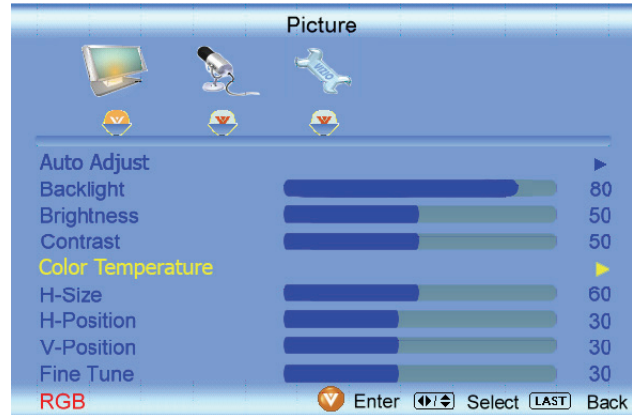 Picture
VIZIO
Auto Adjust
Backlight 80
Brightness 50
Contrast 50
Color Temperature
H-Size 60
H-Position 30
V-Position 30
Fine Tune 30
RGB V Enter Select LAST Back